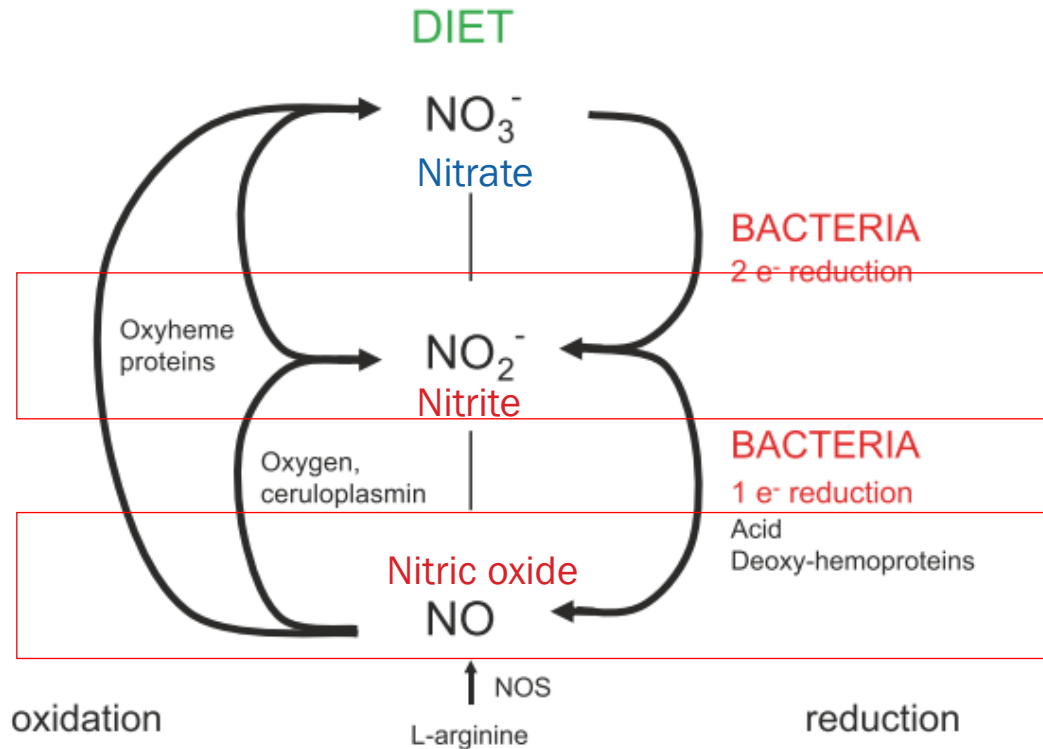 DIET
NO₃⁻
Nitrate
BACTERIA
2 e⁻ reduction
Oxyheme
proteins
NO₂⁻
Nitrite
BACTERIA
1 e⁻ reduction
Oxygen,
ceruloplasmin
Acid
Deoxy-hemoproteins
Nitric oxide
NO
NOS
L-arginine
oxidation
reduction